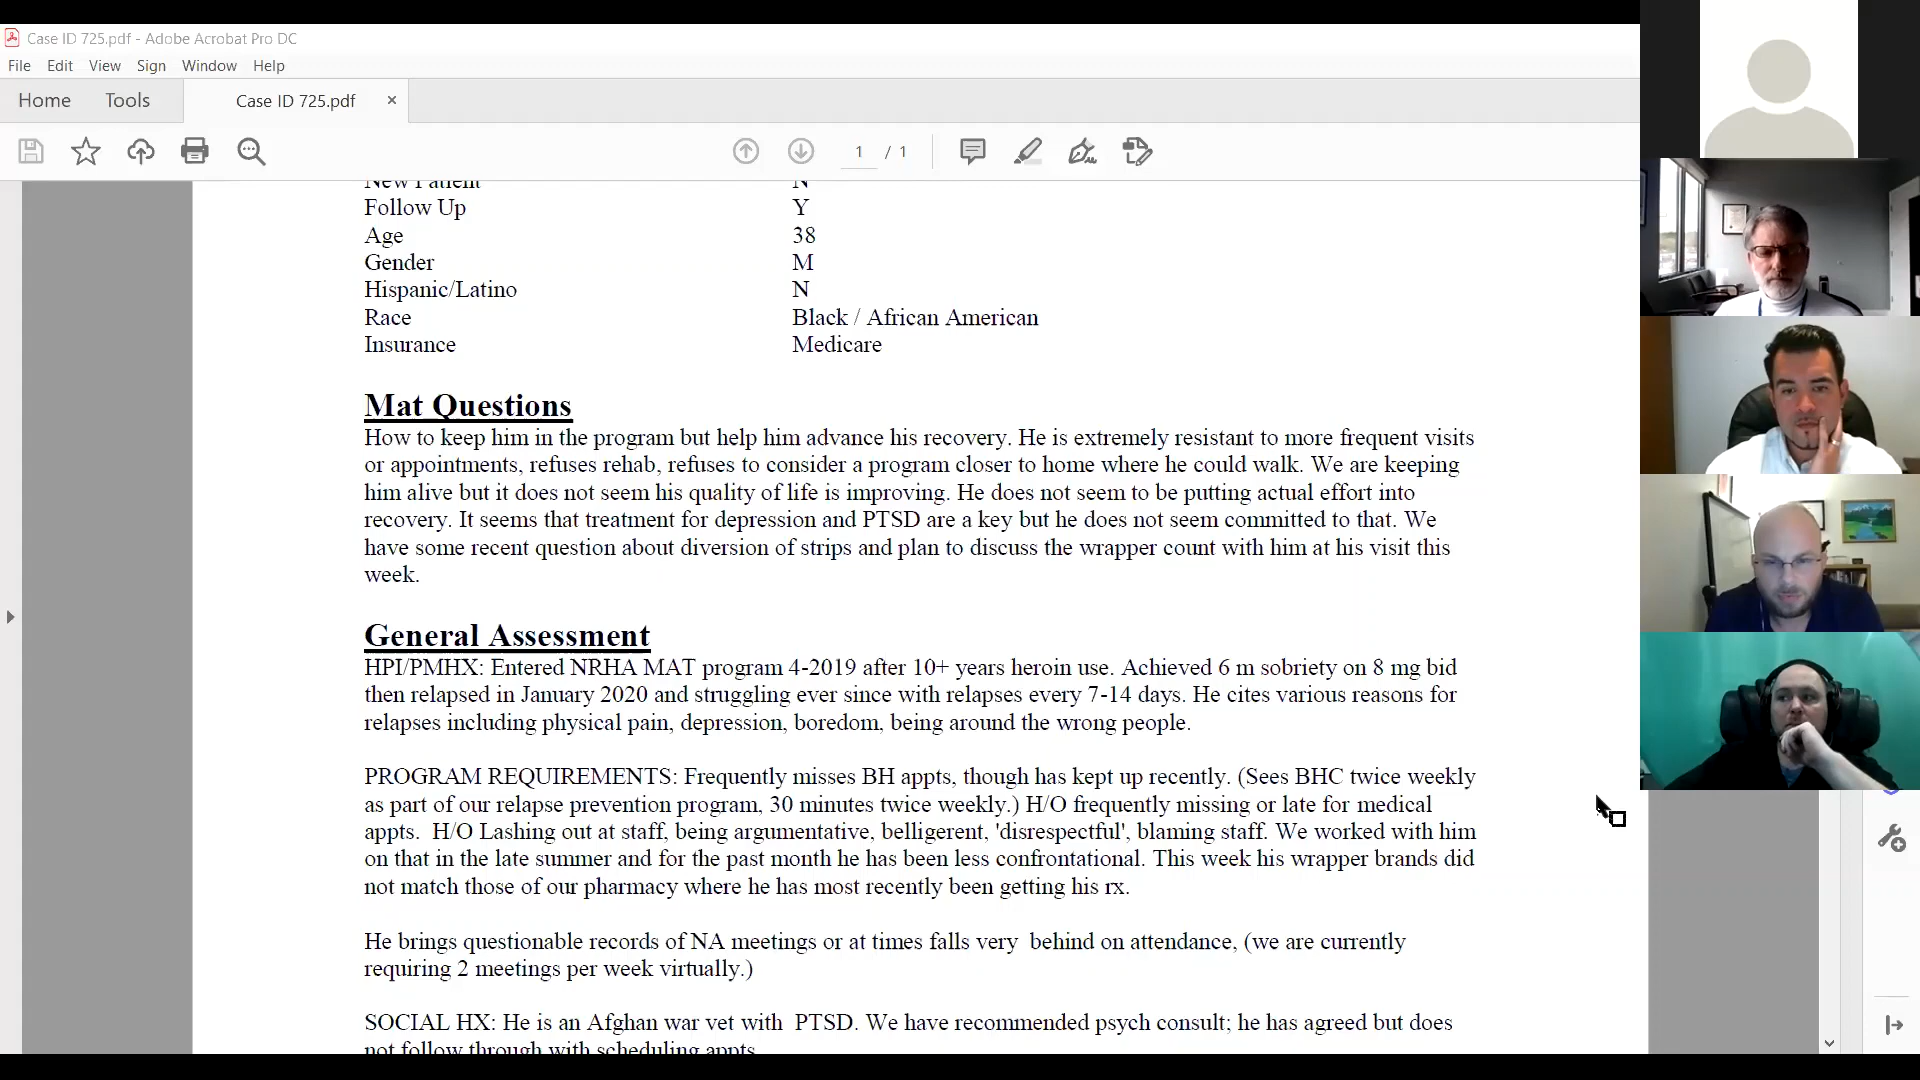 Case ID 725.pdf - Adobe Acrobat Pro DC
File Edit View Sign Window Help
Home Tools Case ID 725.pdf ×
1 / 1
New Patient N
Follow Up Y
Age 38
Gender M
Hispanic/Latino N
Race Black / African American
Insurance Medicare
Mat Questions
How to keep him in the program but help him advance his recovery. He is extremely resistant to more frequent visits
or appointments, refuses rehab, refuses to consider a program closer to home where he could walk. We are keeping
him alive but it does not seem his quality of life is improving. He does not seem to be putting actual effort into
recovery. It seems that treatment for depression and PTSD are a key but he does not seem committed to that. We
have some recent question about diversion of strips and plan to discuss the wrapper count with him at his visit this
week.
General Assessment
HPI/PMHX: Entered NRHA MAT program 4-2019 after 10+ years heroin use. Achieved 6 m sobriety on 8 mg bid
then relapsed in January 2020 and struggling ever since with relapses every 7-14 days. He cites various reasons for
relapses including physical pain, depression, boredom, being around the wrong people.
PROGRAM REQUIREMENTS: Frequently misses BH appts, though has kept up recently. (Sees BHC twice weekly
as part of our relapse prevention program, 30 minutes twice weekly.) H/O frequently missing or late for medical
appts.  H/O Lashing out at staff, being argumentative, belligerent, 'disrespectful', blaming staff. We worked with him
on that in the late summer and for the past month he has been less confrontational. This week his wrapper brands did
not match those of our pharmacy where he has most recently been getting his rx.
He brings questionable records of NA meetings or at times falls very  behind on attendance, (we are currently
requiring 2 meetings per week virtually.)
SOCIAL HX: He is an Afghan war vet with  PTSD. We have recommended psych consult; he has agreed but does
not follow through with scheduling appts.